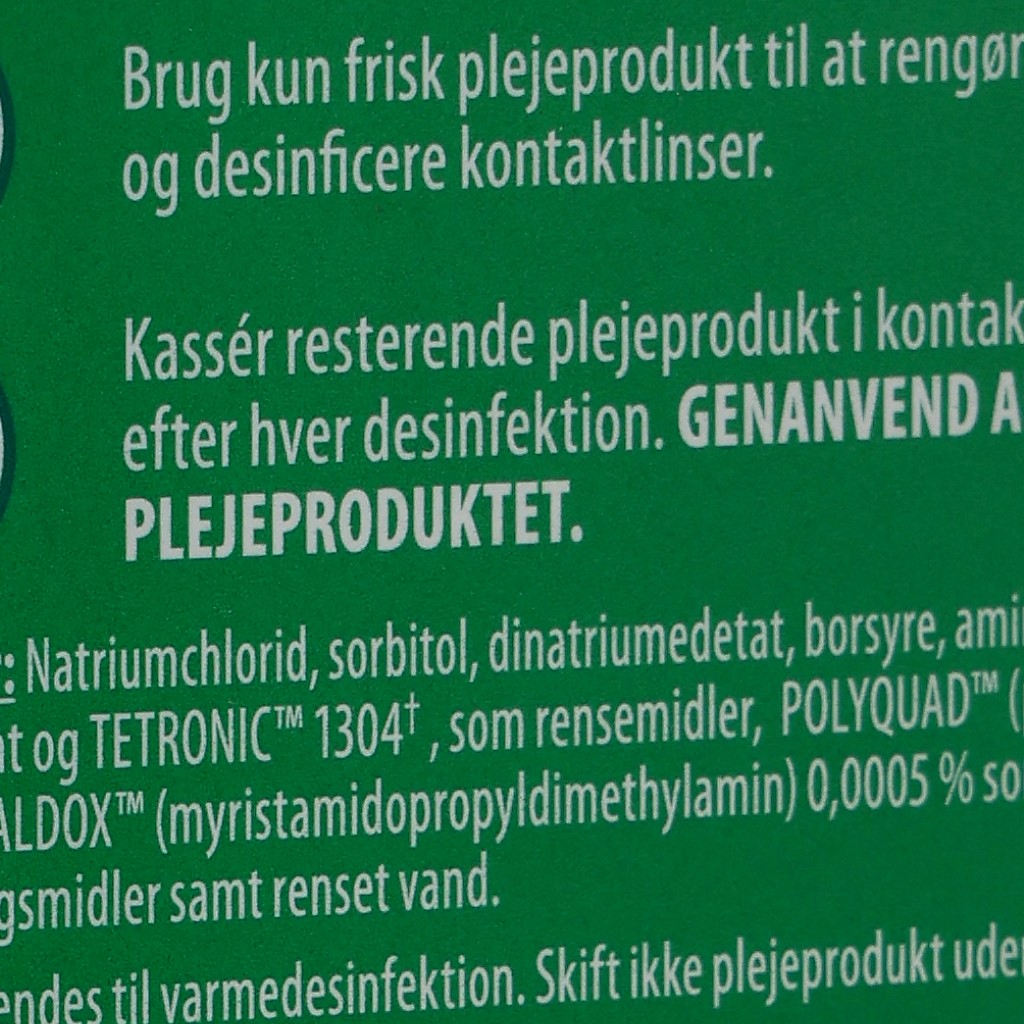 Brug kun frisk plejeprodukt til at rengør
og desinficere kontaktlinser.
Kassér resterende plejeprodukt i kontak
efter hver desinfektion. GENANVEND A
PLEJEPRODUKTET.
: Natriumchlorid, sorbitol, dinatriumedetat, borsyre, ami
t og TETRONIC™ 1304† , som rensemidler, POLYQUAD™ (
ALDOX™ (myristamidopropyldimethylamin) 0,0005 % so
gsmidler samt renset vand.
endes til varmedesinfektion. Skift ikke plejeprodukt uden